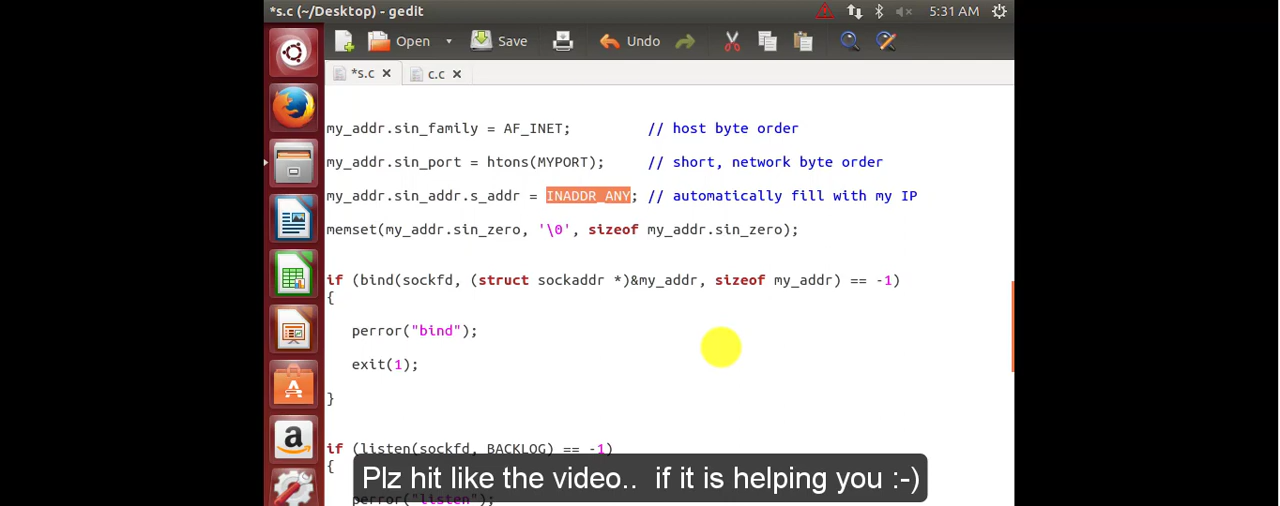 *s.c (~/Desktop) - gedit
5:31 AM
Open Save Undo
*s.c c.c
my_addr.sin_family = AF_INET; // host byte order
my_addr.sin_port = htons(MYPORT); // short, network byte order
my_addr.sin_addr.s_addr = INADDR_ANY; // automatically fill with my IP
memset(my_addr.sin_zero, '\0', sizeof my_addr.sin_zero);
if (bind(sockfd, (struct sockaddr *)&my_addr, sizeof my_addr) == -1)
{
perror("bind");
exit(1);
}
if (listen(sockfd, BACKLOG) == -1)
{
Plz hit like the video.. if it is helping you :-)
perror("listen");